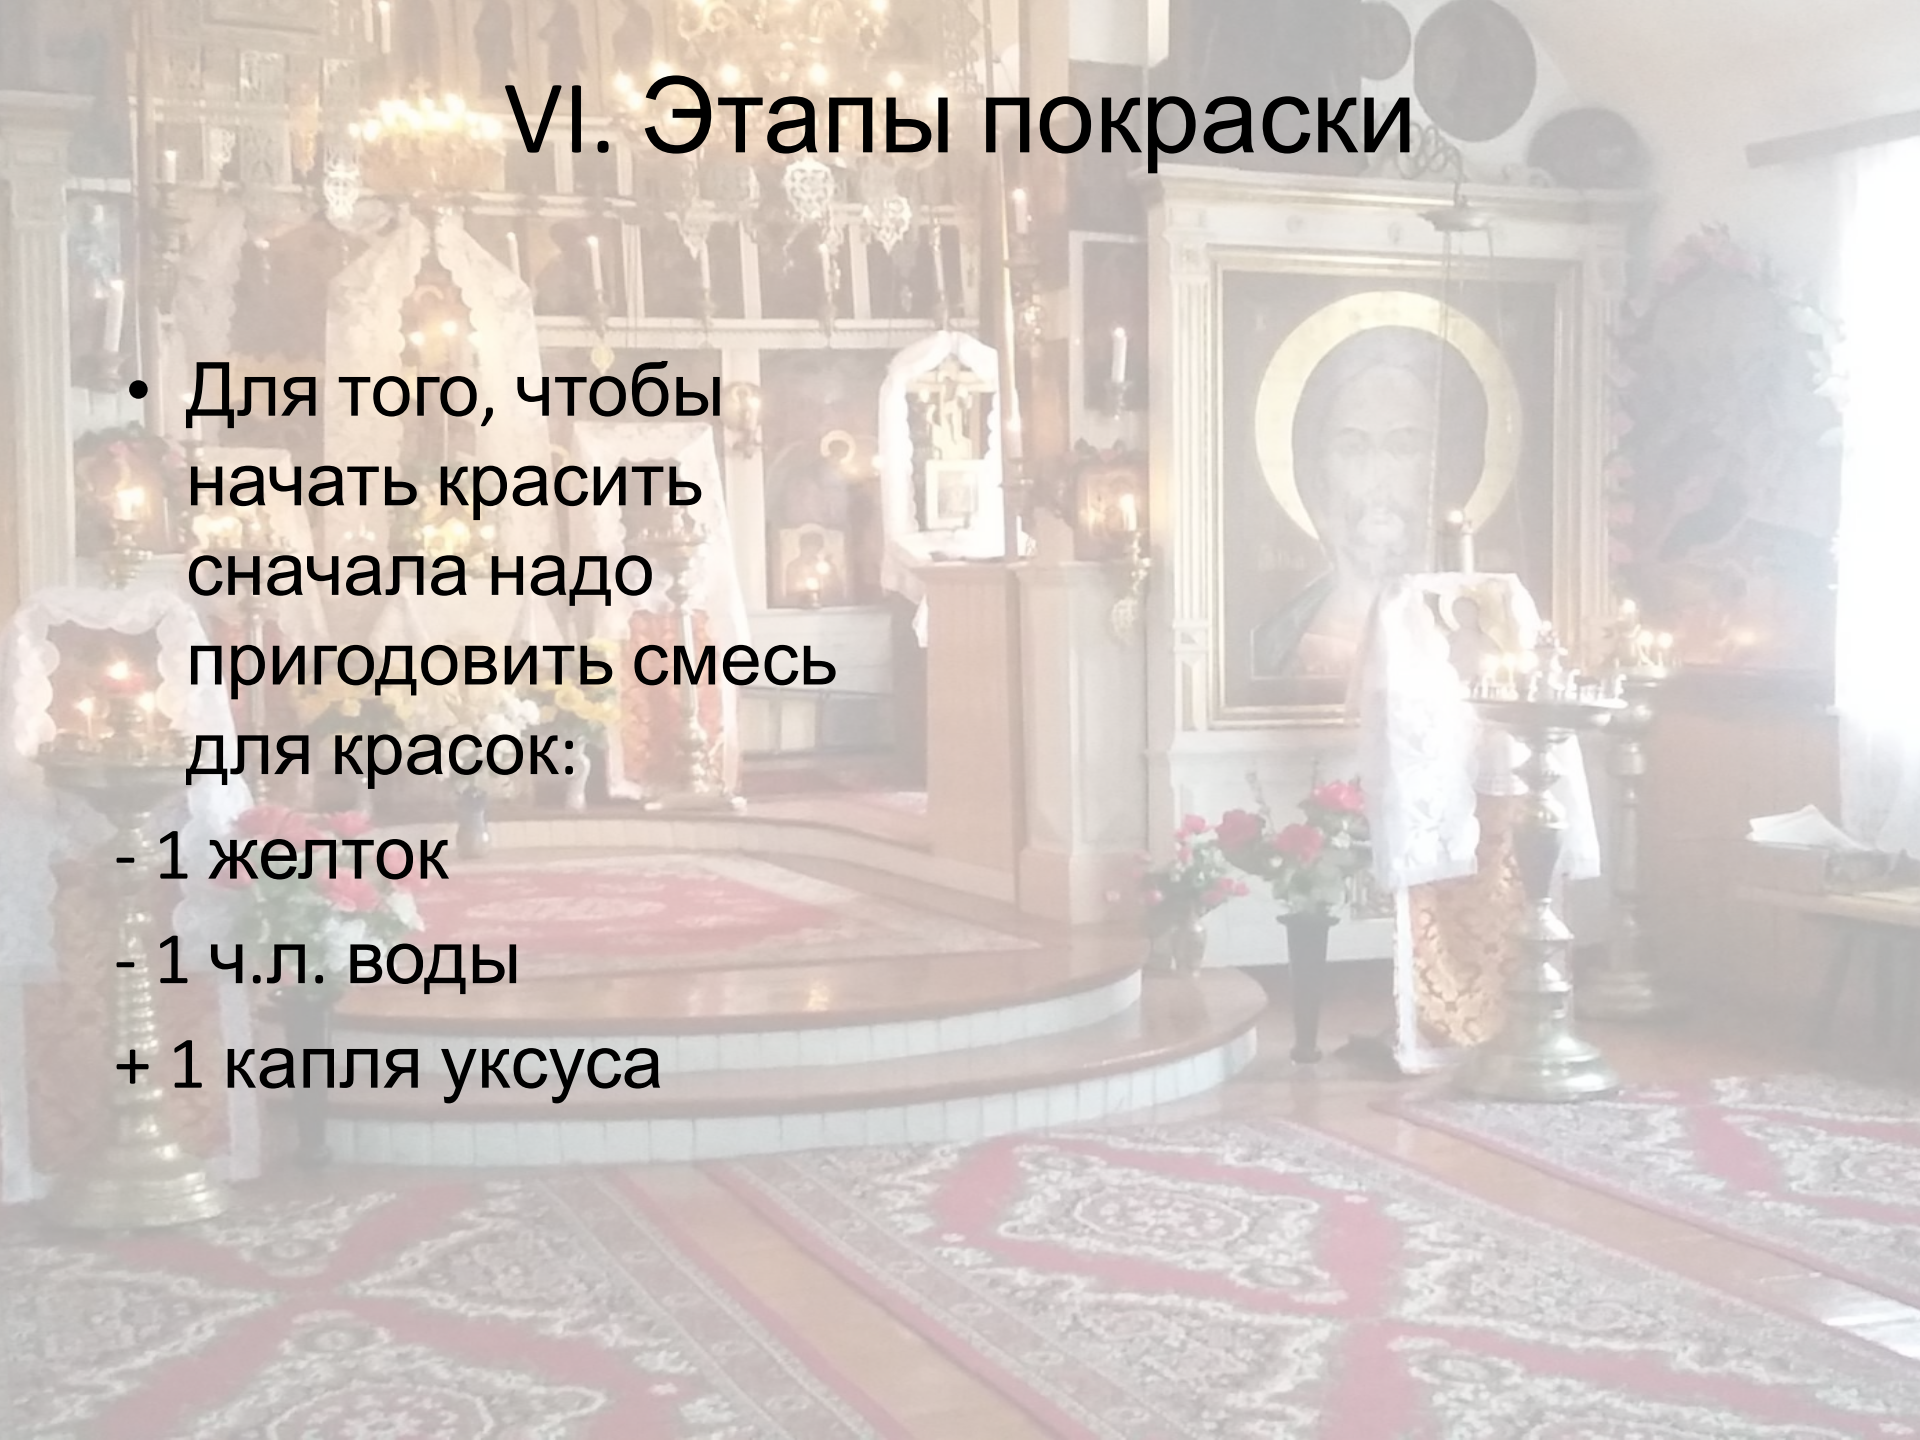 VI. Этапы покраски
• Для того, чтобы
начать красить
сначала надо
пригодовить смесь
для красок:
- 1 желток
- 1 ч.л. воды
+ 1 капля уксуса